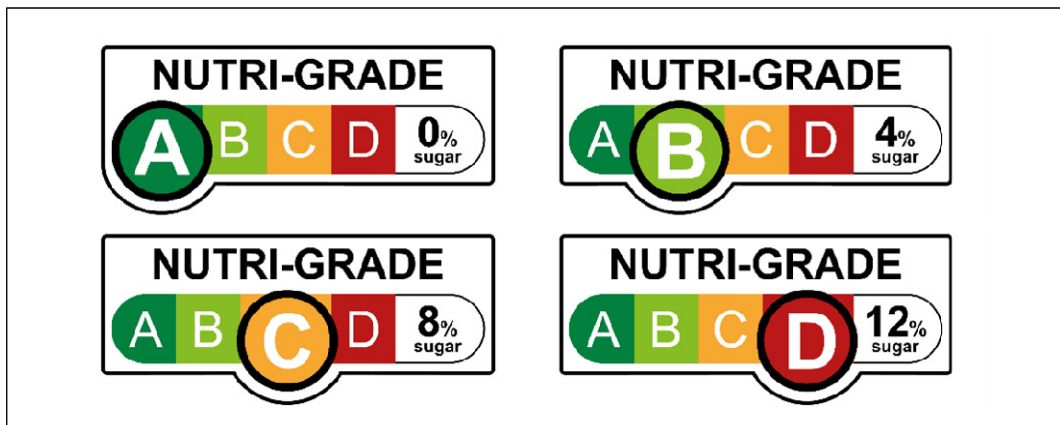 NUTRI-GRADE
A B C D 0% sugar
NUTRI-GRADE
A B C D 4% sugar
NUTRI-GRADE
A B C D 8% sugar
NUTRI-GRADE
A B C D 12% sugar